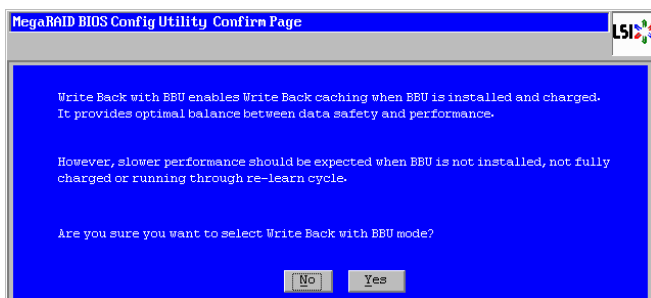 MegaRAID BIOS Config Utility Confirm Page
LSI
Write Back with BBU enables Write Back caching when BBU is installed and charged.
It provides optimal balance between data safety and performance.
However, slower performance should be expected when BBU is not installed, not fully
charged or running through re-learn cycle.
Are you sure you want to select Write Back with BBU mode?
No Yes